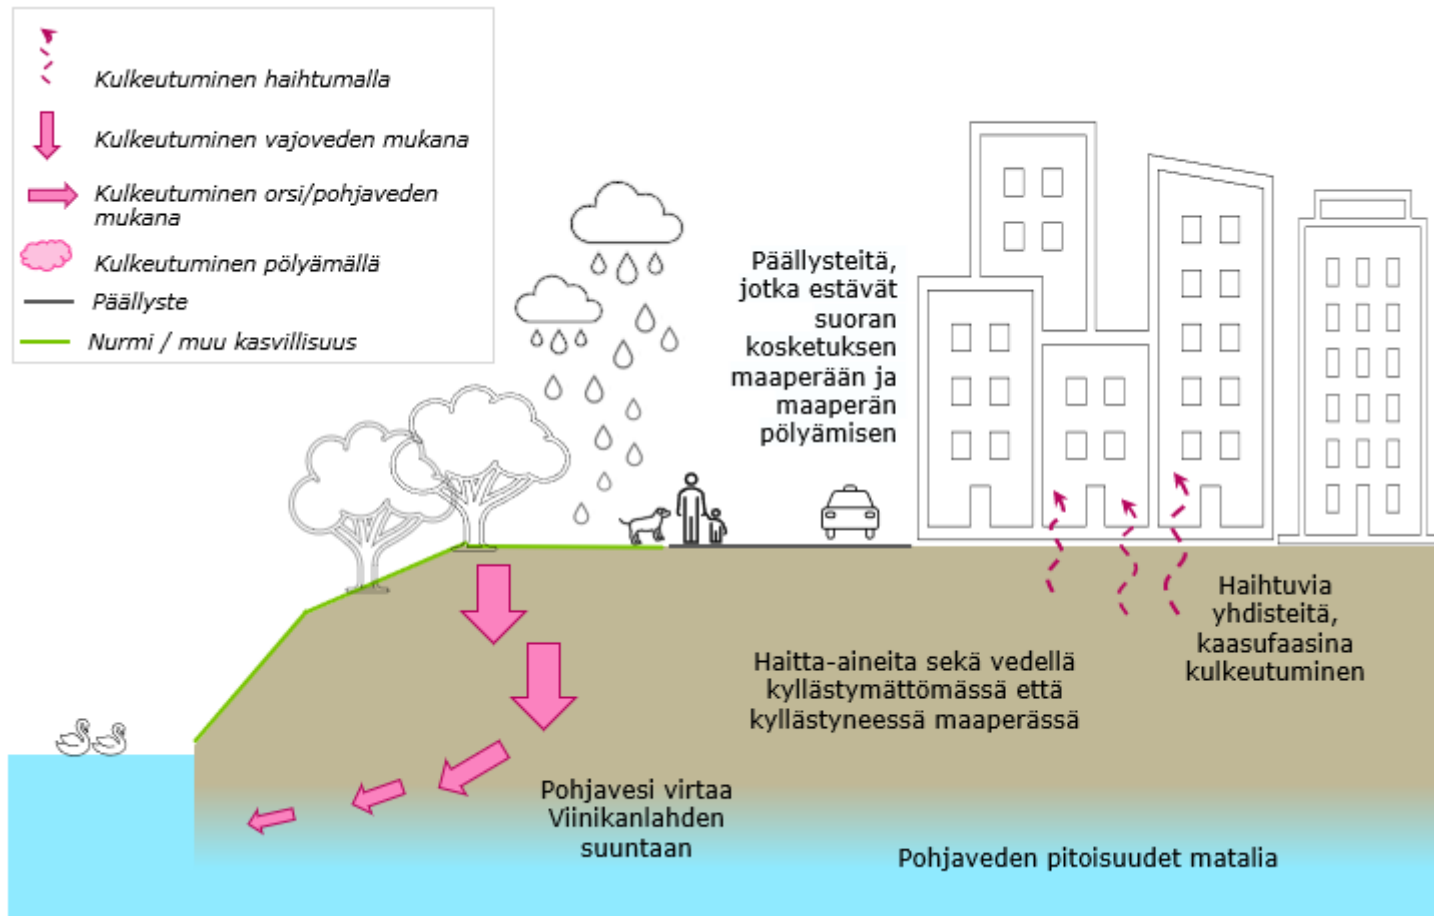 Kulkeutuminen haihtumalla
Kulkeutuminen vajoveden mukana
Kulkeutuminen orsi/pohjaveden
mukana
Kulkeutuminen pölyämällä
Päällyste
Nurmi / muu kasvillisuus
Päällysteitä,
jotka estävät
suoran
kosketuksen
maaperään ja
maaperän
pölyämisen
Haihtuvia
yhdisteitä,
kaasufaasina
kulkeutuminen
Haitta-aineita sekä vedellä
kyllästymättömässä että
kyllästyneessä maaperässä
Pohjavesi virtaa
Viinikanlahden
suuntaan
Pohjaveden pitoisuudet matalia